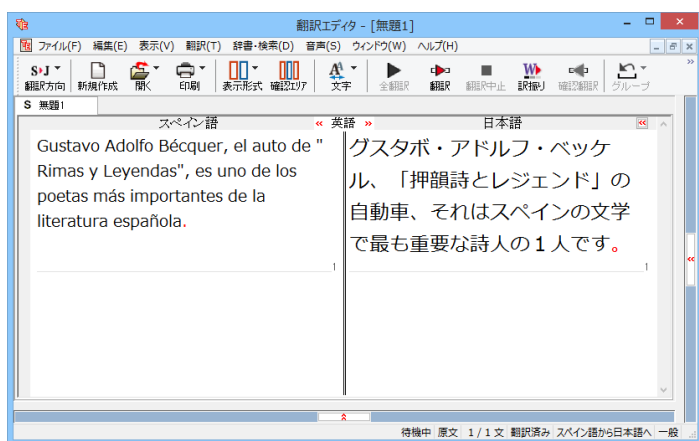 翻訳エディタ - [無題1]
ファイル(F) 編集(E) 表示(V) 翻訳(T) 辞書・検索(D) 音声(S) ウィンドウ(W) ヘルプ(H)
S▸J
翻訳方向 新規作成 開く 印刷 表示形式 確認エリア 文字 全翻訳 翻訳 翻訳中止 訳振り 確認翻訳 グループ
S 無題1
スペイン語 « 英語 » 日本語 «
Gustavo Adolfo Bécquer, el auto de "
Rimas y Leyendas", es uno de los
poetas más importantes de la
literatura española.
1
グスタボ・アドルフ・ベッケ
ル、「押韻詩とレジェンド」の
自動車、それはスペインの文学
で最も重要な詩人の１人です。
1
待機中 原文 1 / 1 文 翻訳済み スペイン語から日本語へ 一般